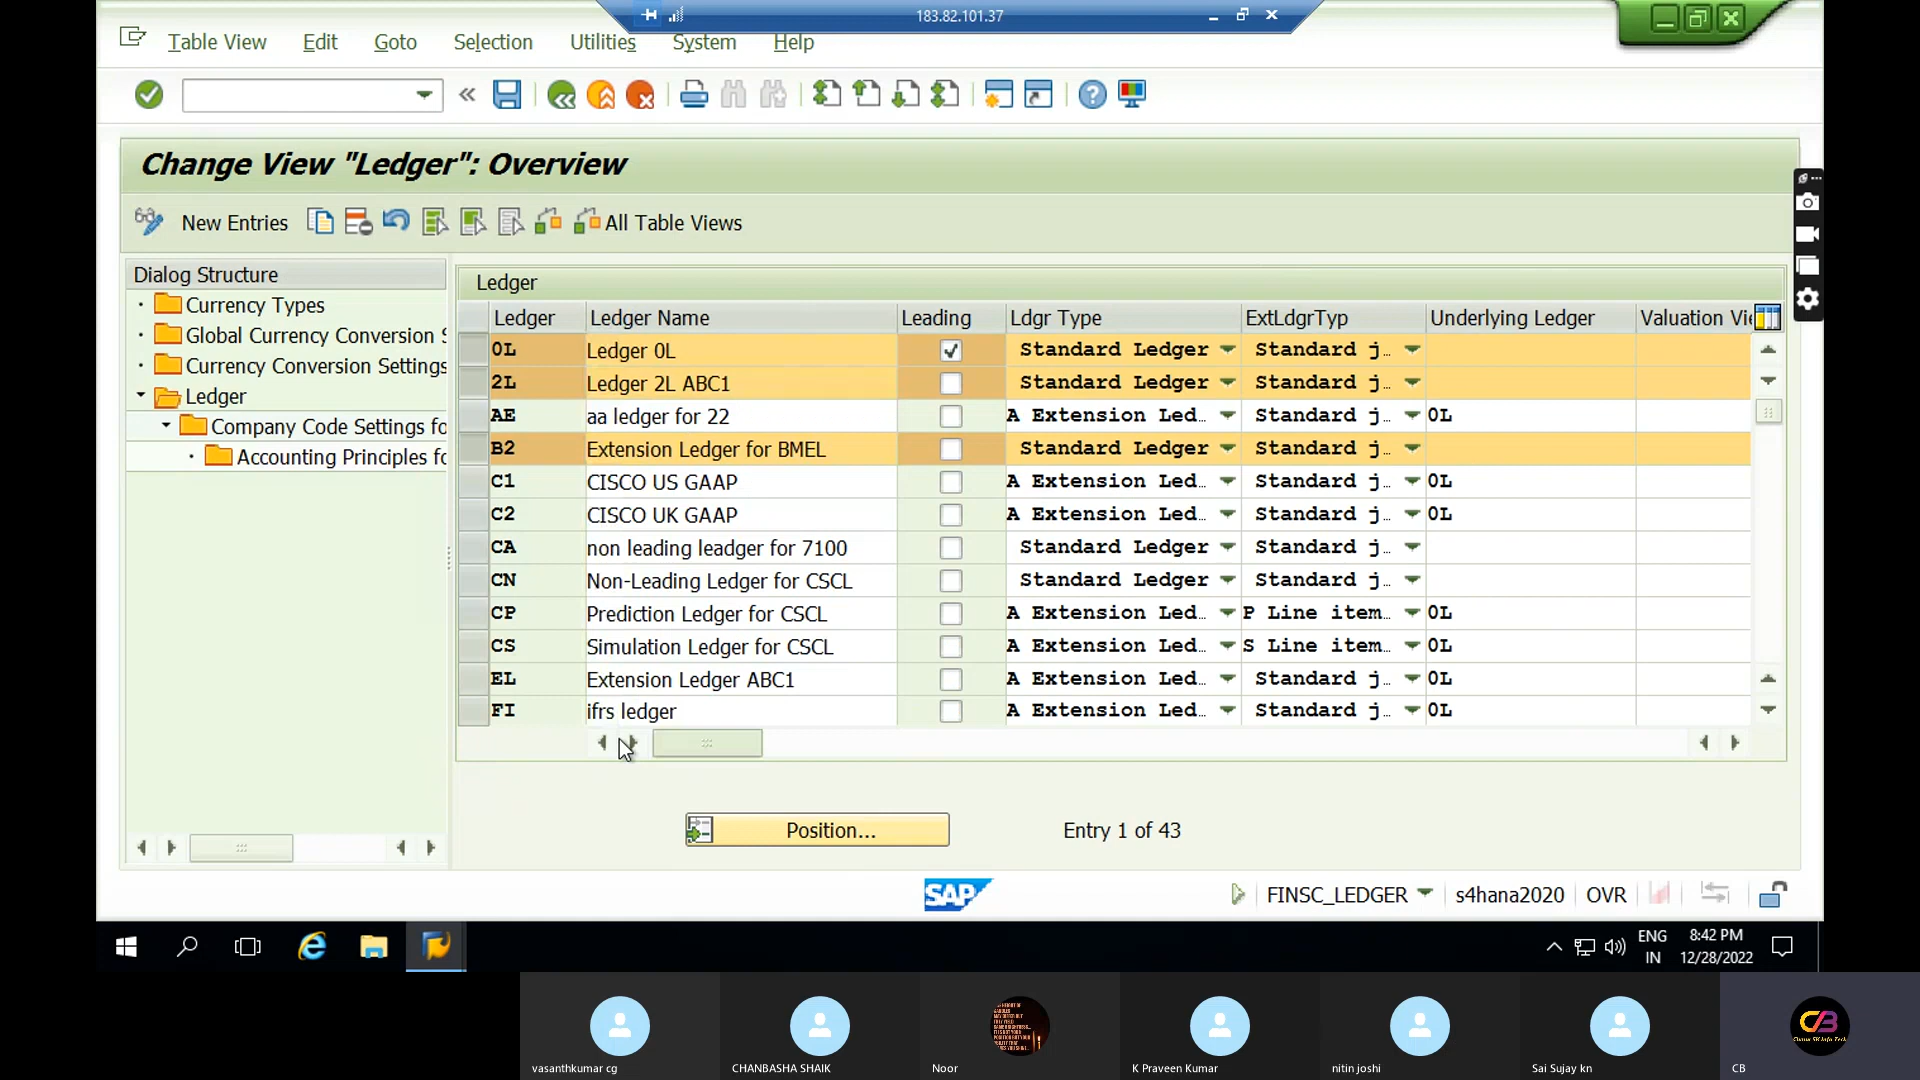 183.82.101.37
Table View Edit Goto Selection Utilities System Help
Change View "Ledger": Overview
New Entries All Table Views
Dialog Structure
Currency Types
Global Currency Conversion S
Currency Conversion Settings
Ledger
Company Code Settings fo
Accounting Principles fo
Ledger
Ledger Ledger Name Leading Ldgr Type ExtLdgrTyp Underlying Ledger Valuation Vie
0L Ledger 0L Standard Ledger Standard j…
2L Ledger 2L ABC1 Standard Ledger Standard j…
AE aa ledger for 22 A Extension Led… Standard j… 0L
B2 Extension Ledger for BMEL Standard Ledger Standard j…
C1 CISCO US GAAP A Extension Led… Standard j… 0L
C2 CISCO UK GAAP A Extension Led… Standard j… 0L
CA non leading leadger for 7100 Standard Ledger Standard j…
CN Non-Leading Ledger for CSCL Standard Ledger Standard j…
CP Prediction Ledger for CSCL A Extension Led… P Line item… 0L
CS Simulation Ledger for CSCL A Extension Led… S Line item… 0L
EL Extension Ledger ABC1 A Extension Led… Standard j… 0L
FI ifrs ledger A Extension Led… Standard j… 0L
Position... Entry 1 of 43
SAP FINSC_LEDGER s4hana2020 OVR
ENG 8:42 PM
IN 12/28/2022
vasanthkumar cg CHANBASHA SHAIK Noor K Praveen Kumar nitin joshi Sai Sujay kn CB